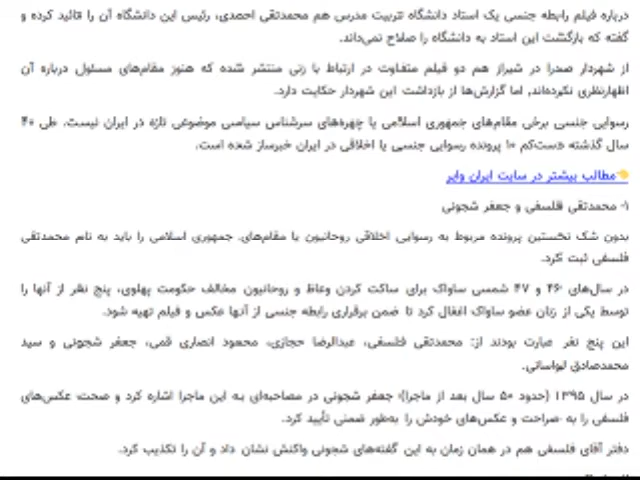 درباره فیلم رابطه جنسی یک استاد دانشگاه تربیت مدرس هم محمدتقی احمدی، رئیس این دانشگاه آن را تائید کرده و
گفته که بازگشت این استاد به دانشگاه را صلاح نمی‌داند.
از شهردار صدرا در شیراز هم دو فیلم متفاوت در ارتباط با زنی منتشر شده که هنوز مقام‌های مسئول درباره آن
اظهارنظری نکرده‌اند، اما گزارش‌ها از بازداشت این شهردار حکایت دارد.
رسوایی جنسی برخی مقام‌های جمهوری اسلامی یا چهره‌های سرشناس سیاسی موضوعی تازه در ایران نیست. طی ۴۰
سال گذشته دست‌کم ۱۰ پرونده رسوایی جنسی یا اخلاقی در ایران خبرساز شده است.
👈مطالب بیشتر در سایت ایران وایر
۱- محمدتقی فلسفی و جعفر شجونی
بدون شک نخستین پرونده مربوط به رسوایی اخلاقی روحانیون یا مقام‌های. جمهوری اسلامی را باید به نام محمدتقی
فلسفی ثبت کرد.
در سال‌های ۴۶ و ۴۷ شمسی ساواک برای ساکت کردن وعاظ و روحانیون مخالف حکومت پهلوی، پنج نفر از آنها را
توسط یکی از زنان عضو ساواک اغفال کرد تا ضمن برقراری رابطه جنسی از آنها عکس و فیلم تهیه شود.
این پنج نفر عبارت بودند از: محمدتقی فلسفی، عبدالرضا حجازی، محمود انصاری قمی، جعفر شجونی و سید
محمدصادق لواسانی.
در سال ۱۳۹۵ (حدود ۵۰ سال بعد از ماجرا)؛ جعفر شجونی در مصاحبه‌ای به این ماجرا اشاره کرد و صحت عکس‌های
فلسفی را به صراحت و عکس‌های خودش را به‌طور ضمنی تأیید کرد.
دفتر آقای فلسفی هم در همان زمان به این گفته‌های شجونی واکنش نشان داد و آن را تکذیب کرد.